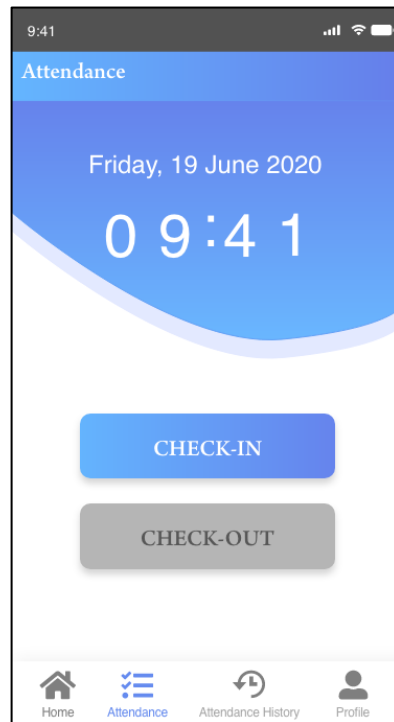 9:41
Attendance
Friday, 19 June 2020
09:41
CHECK-IN
CHECK-OUT
Home Attendance Attendance History Profile